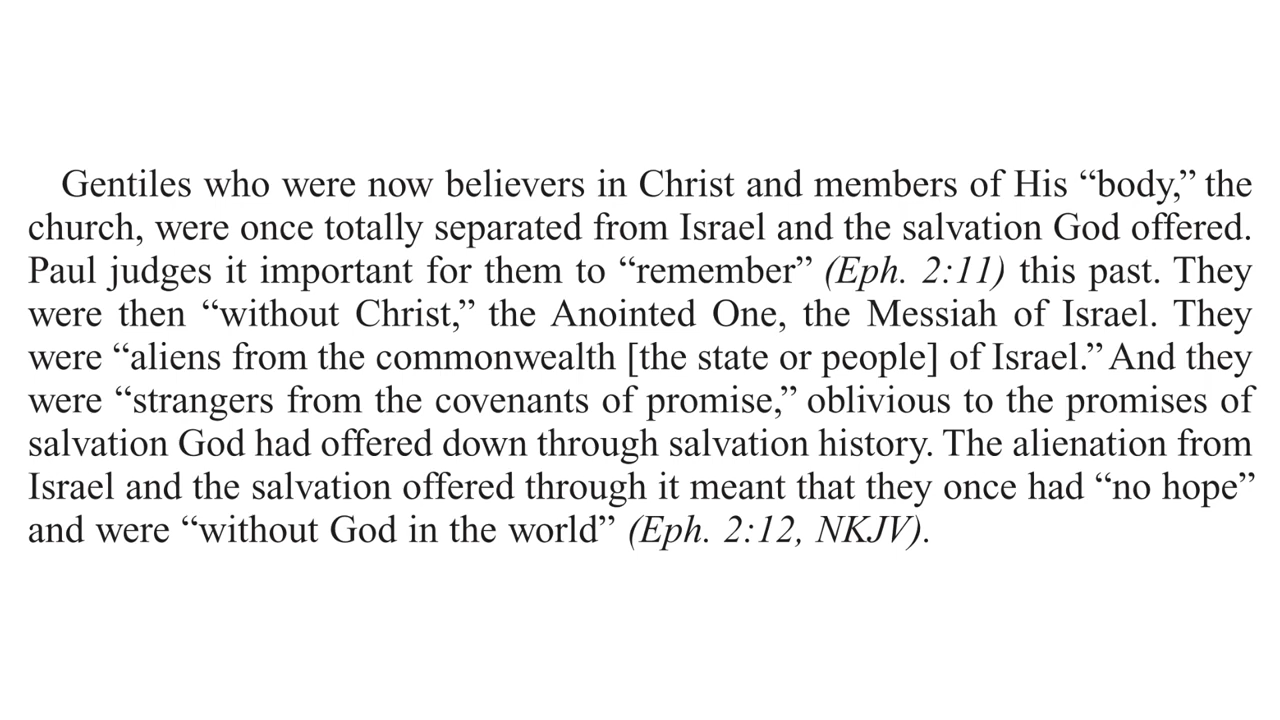 Gentiles who were now believers in Christ and members of His “body,” the
church, were once totally separated from Israel and the salvation God offered.
Paul judges it important for them to “remember” (Eph. 2:11) this past. They
were then “without Christ,” the Anointed One, the Messiah of Israel. They
were “aliens from the commonwealth [the state or people] of Israel.” And they
were “strangers from the covenants of promise,” oblivious to the promises of
salvation God had offered down through salvation history. The alienation from
Israel and the salvation offered through it meant that they once had “no hope”
and were “without God in the world” (Eph. 2:12, NKJV).